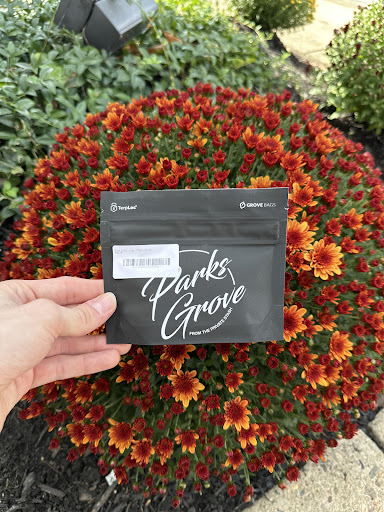 TerpLoc®
GROVE BAGS
Parks
Grove
FROM THE PRIVATE STASH